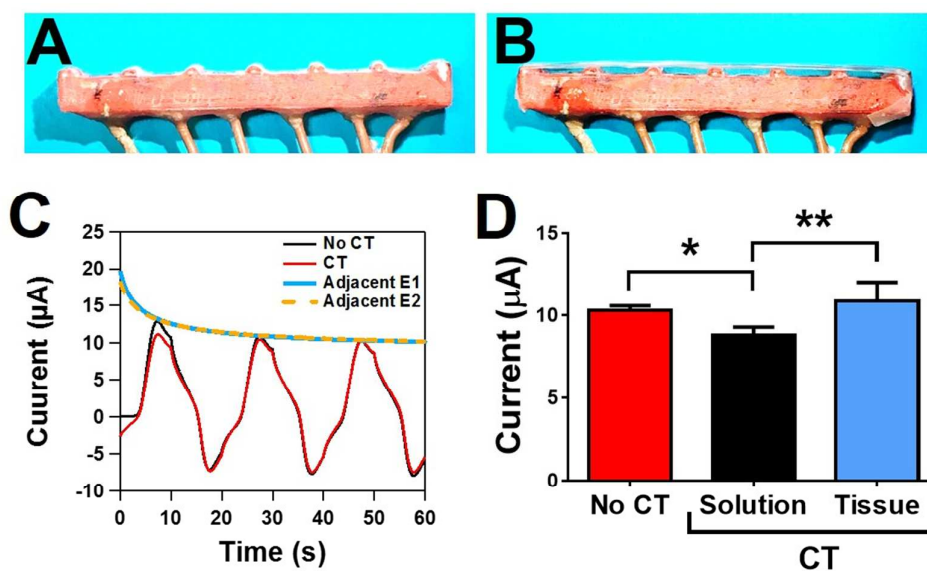 A
B
C
25
20
15
10
5
0
-5
-10
Cuurent (µA)
No CT
CT
Adjacent E1
Adjacent E2
0 10 20 30 40 50 60
Time (s)
D
15
10
5
0
Current (µA)
*
**
No CT Solution Tissue
CT